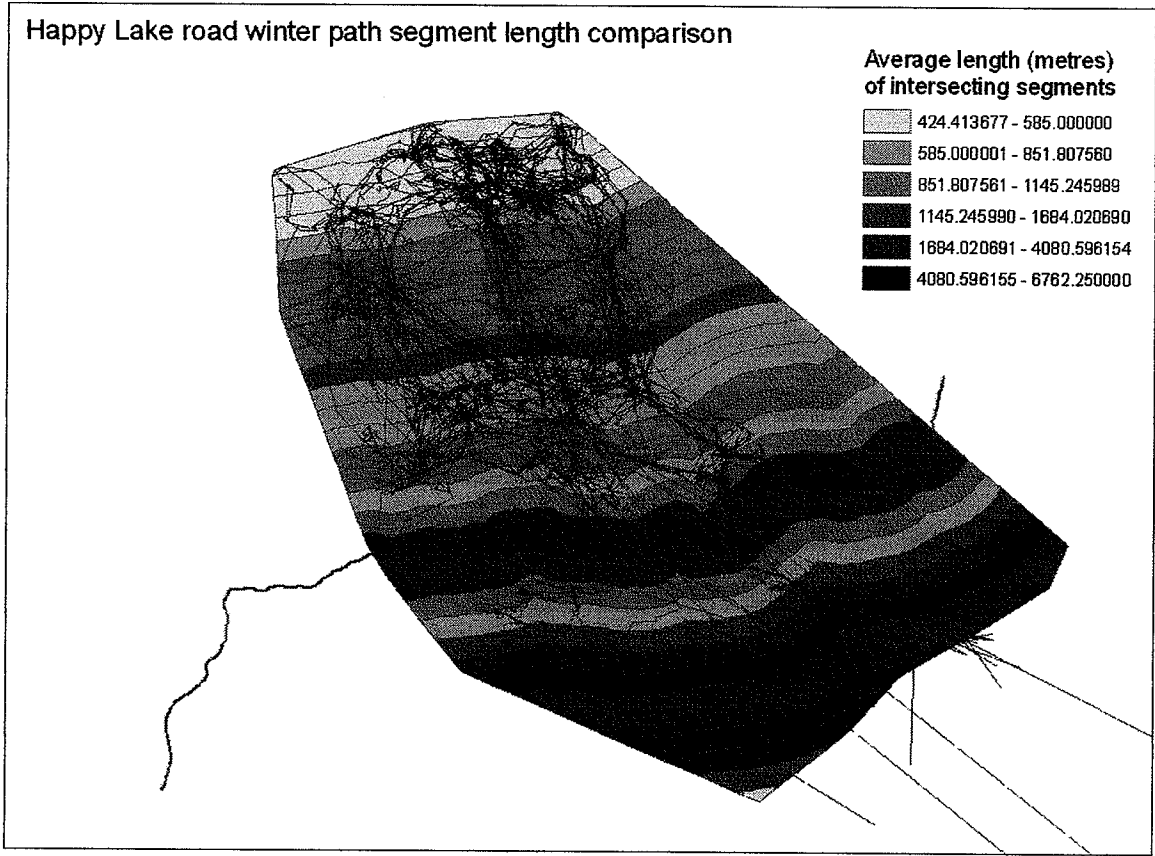 Happy Lake road winter path segment length comparison
Average length (metres)
of intersecting segments
424.413677 - 585.000000
585.000001 - 851.807560
851.807561 - 1145.245989
1145.245990 - 1684.020690
1684.020691 - 4080.596154
4080.596155 - 6762.250000